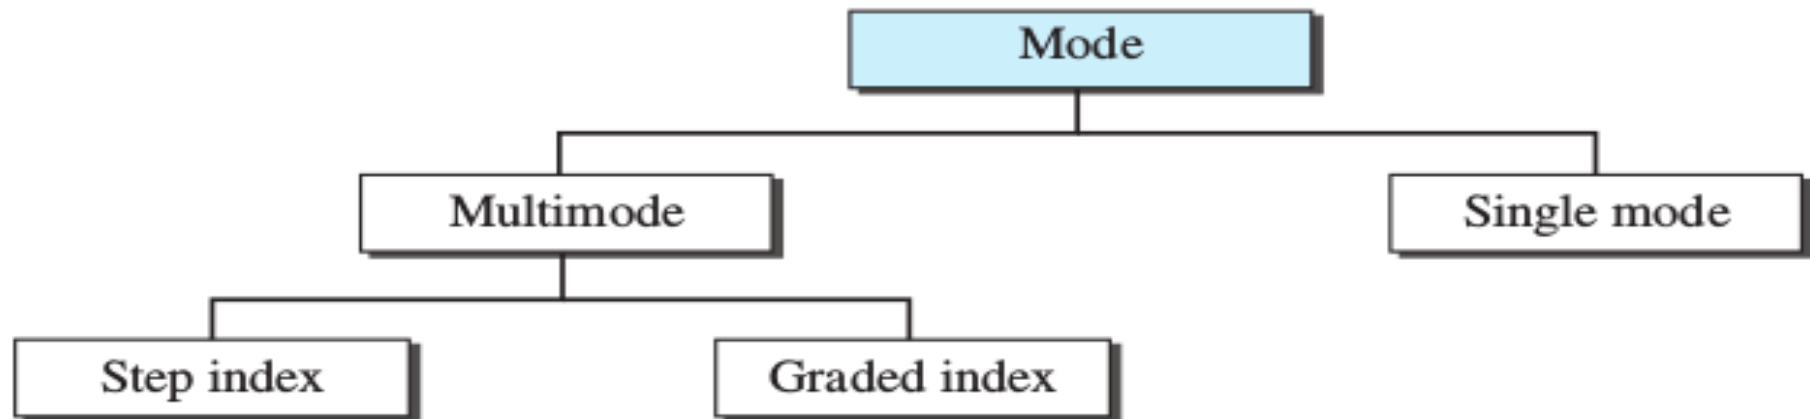 Mode
Multimode
Single mode
Step index
Graded index